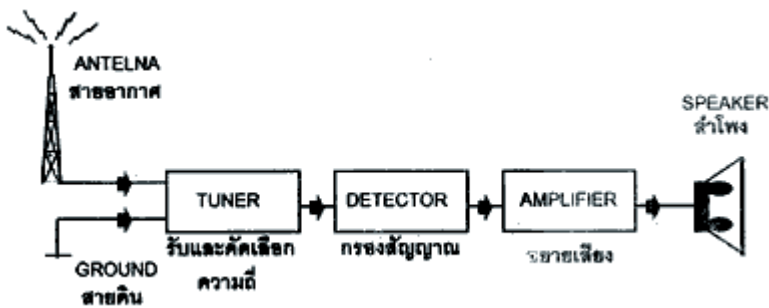 ANTELNA
สายอากาศ
SPEAKER
ลำโพง
TUNER
DETECTOR
AMPLIFIER
รับและคัดเลือก
ความถี่
กรองสัญญาณ
ขยายเสียง
GROUND
สายดิน